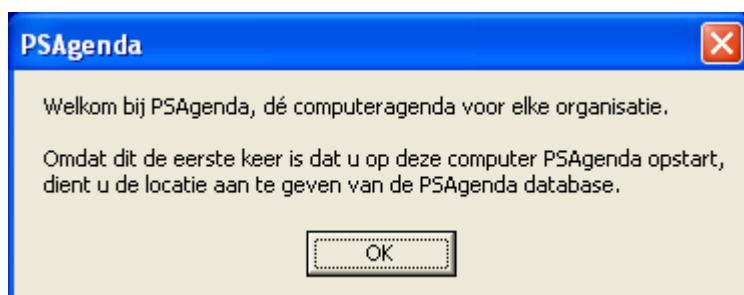 PSAgenda
Welkom bij PSAgenda, dé computeragenda voor elke organisatie.
Omdat dit de eerste keer is dat u op deze computer PSAgenda opstart,
dient u de locatie aan te geven van de PSAgenda database.
OK